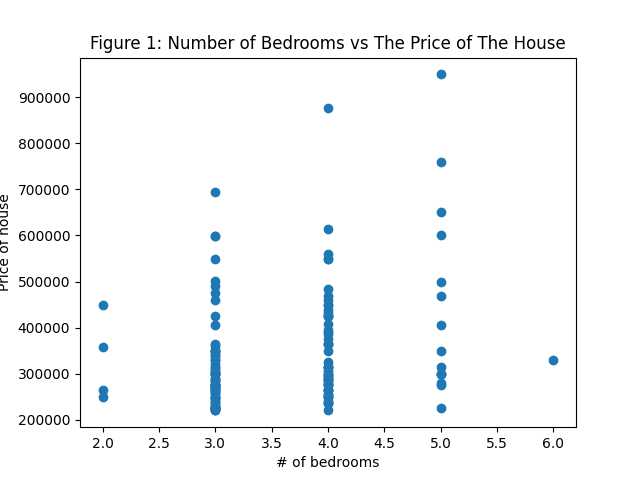 Figure 1: Number of Bedrooms vs The Price of The House
900000
800000
700000
600000
500000
400000
300000
200000
Price of house
2.0 2.5 3.0 3.5 4.0 4.5 5.0 5.5 6.0
# of bedrooms